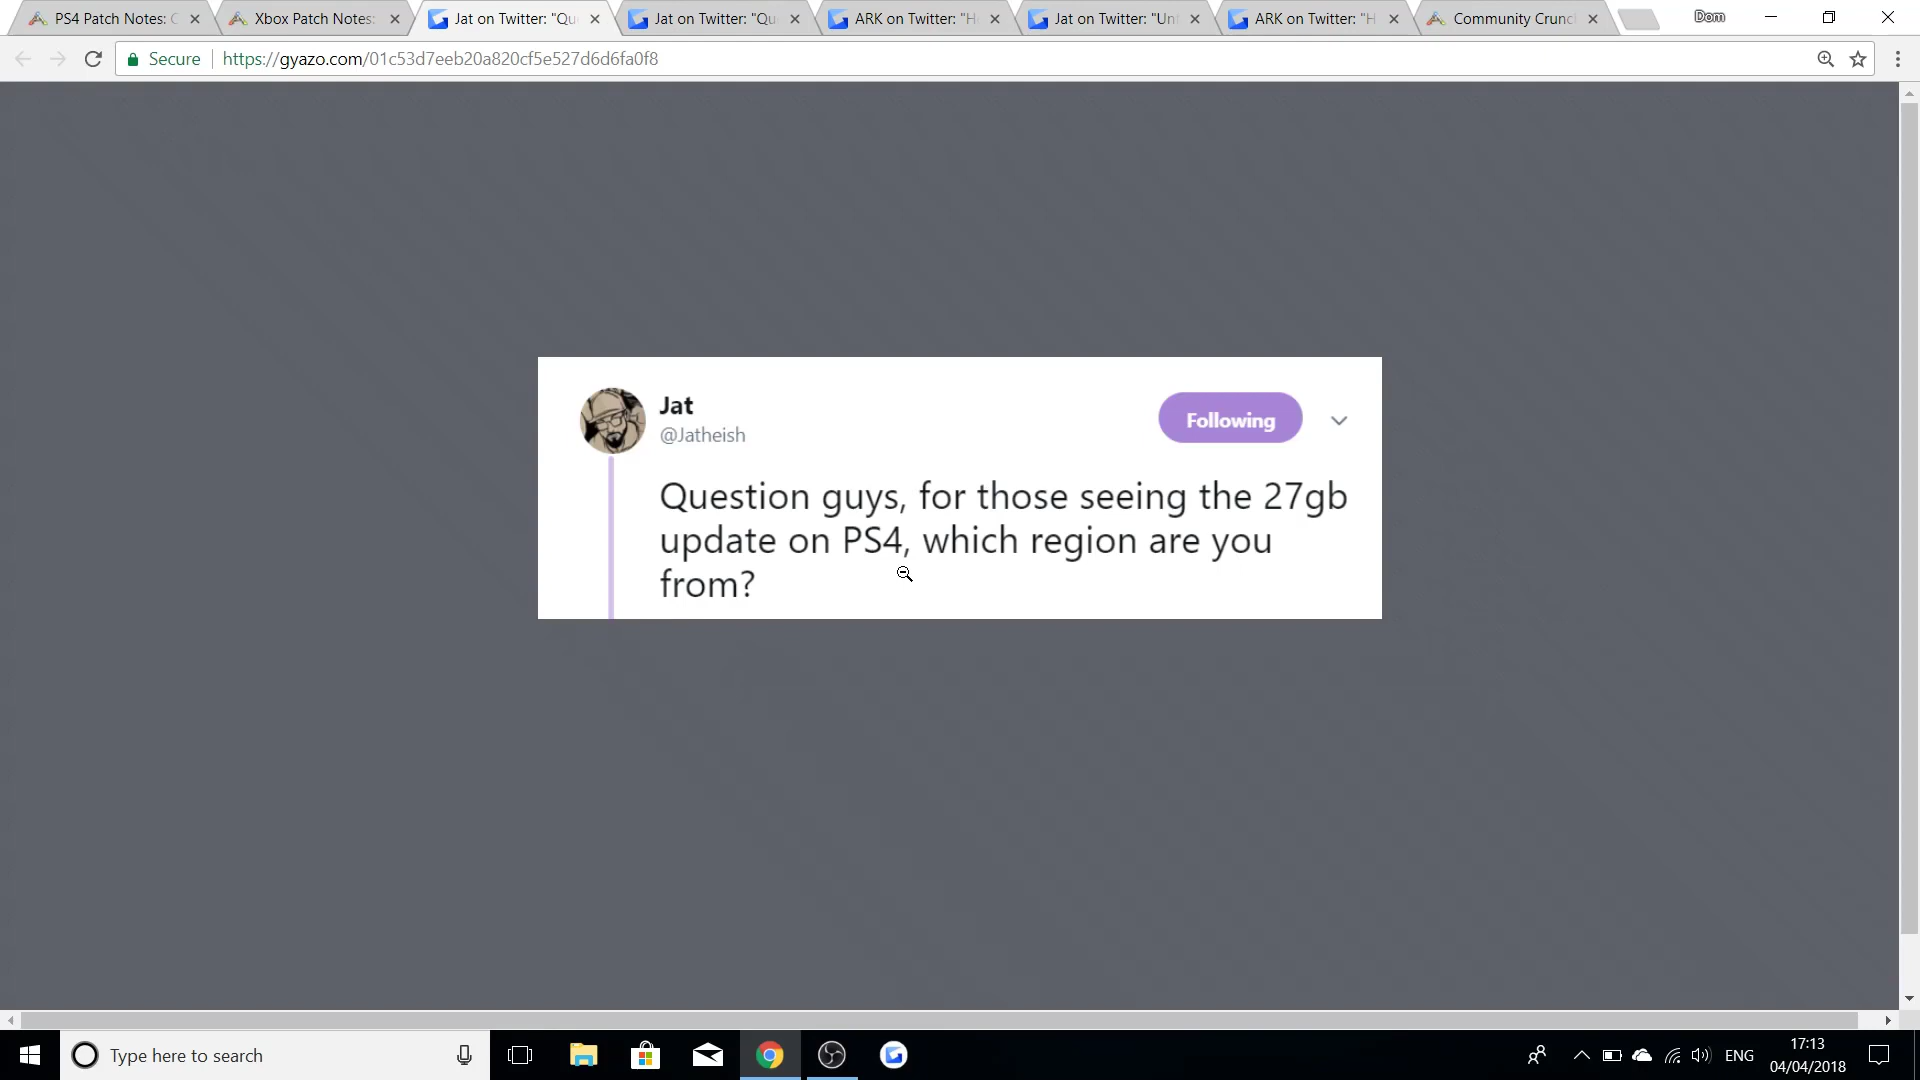 PS4 Patch Notes: C
Xbox Patch Notes:
Jat on Twitter: "Qu
Jat on Twitter: "Qu
ARK on Twitter: "H
Jat on Twitter: "Unf
ARK on Twitter: "H
Community Crunc
Dom
Secure
https://gyazo.com/01c53d7eeb20a820cf5e527d6d6fa0f8
Jat
@Jatheish
Following
Question guys, for those seeing the 27gb
update on PS4, which region are you
from?
Type here to search
ENG
17:13
04/04/2018